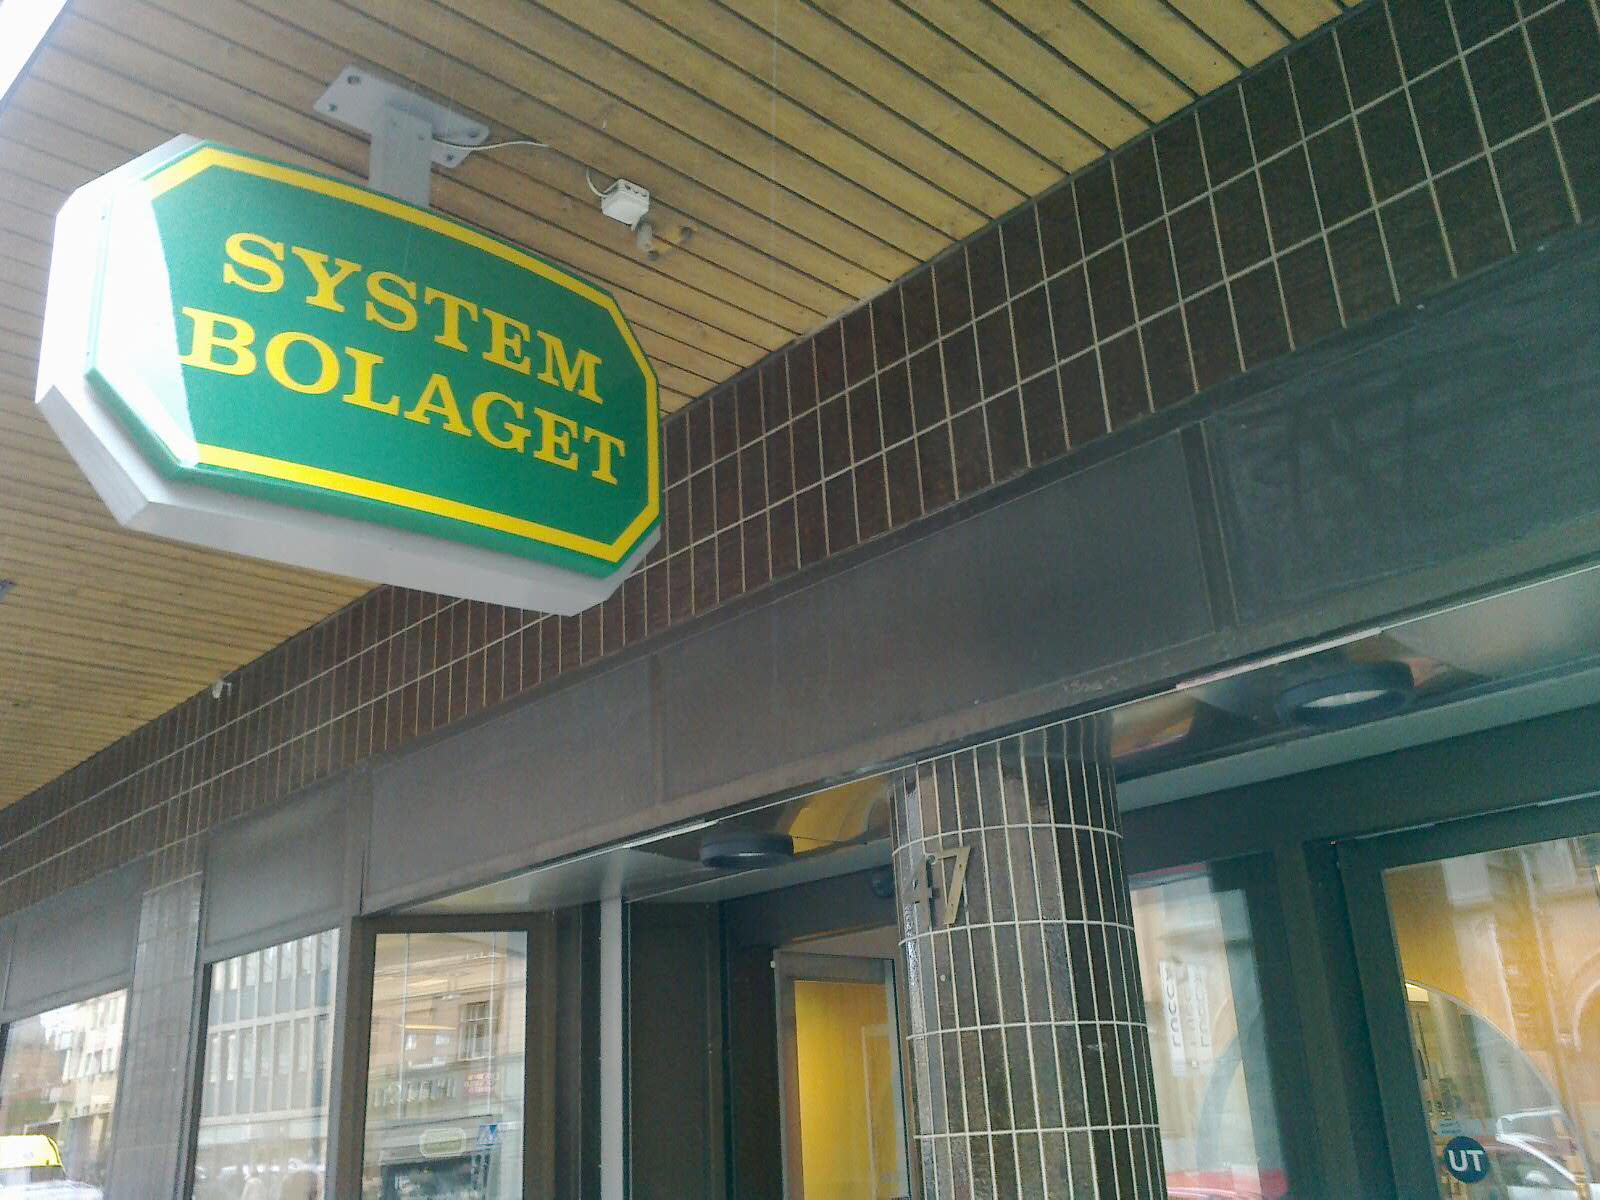 SYSTEM
BOLAGET
47
UT